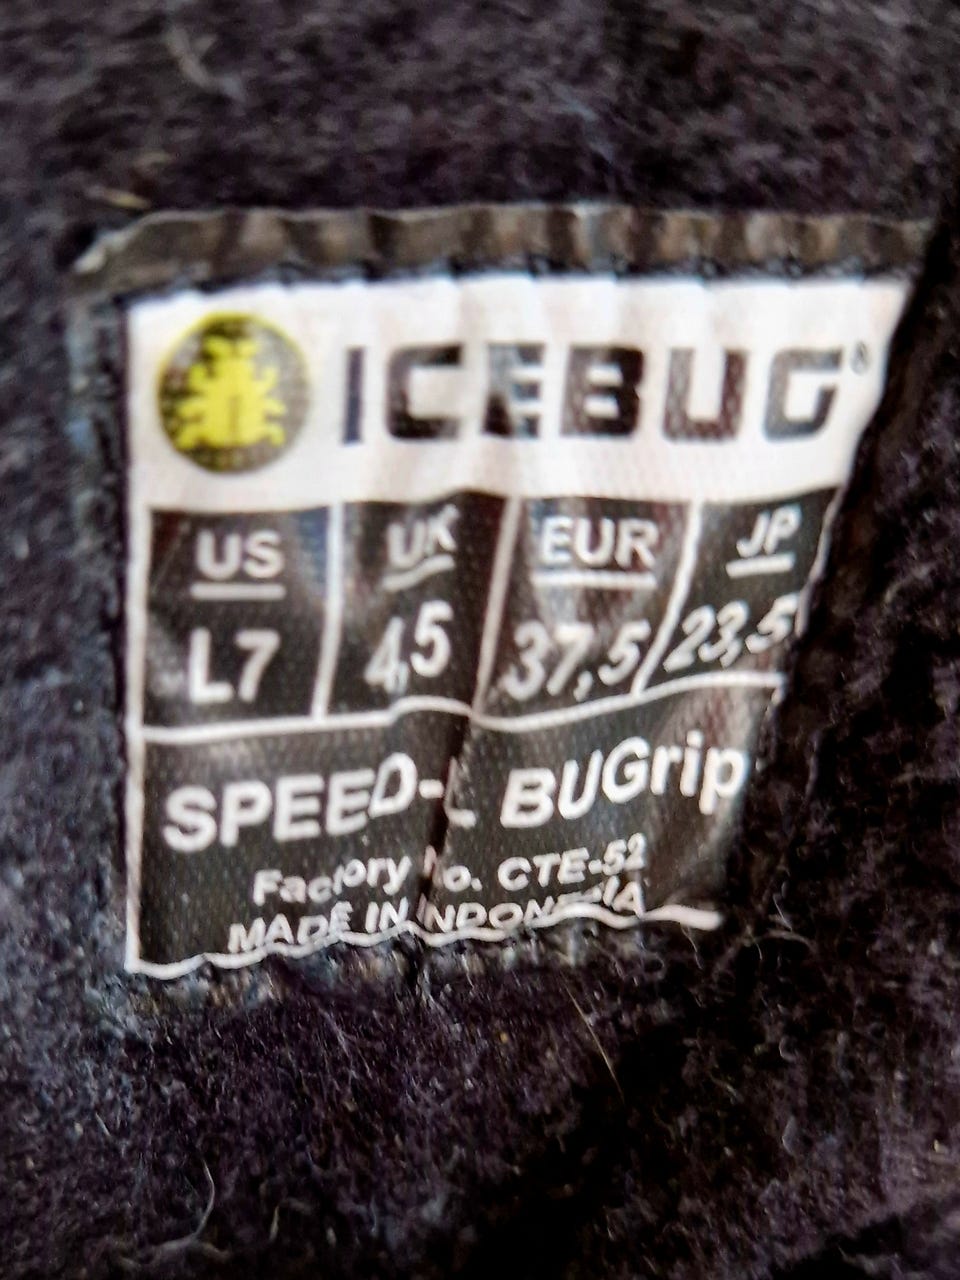 ICEBUG®
US UK EUR JP
L7 4,5 37,5 23,5
SPEED-L BUGrip
Factory No. CTE-52
MADE IN INDONESIA